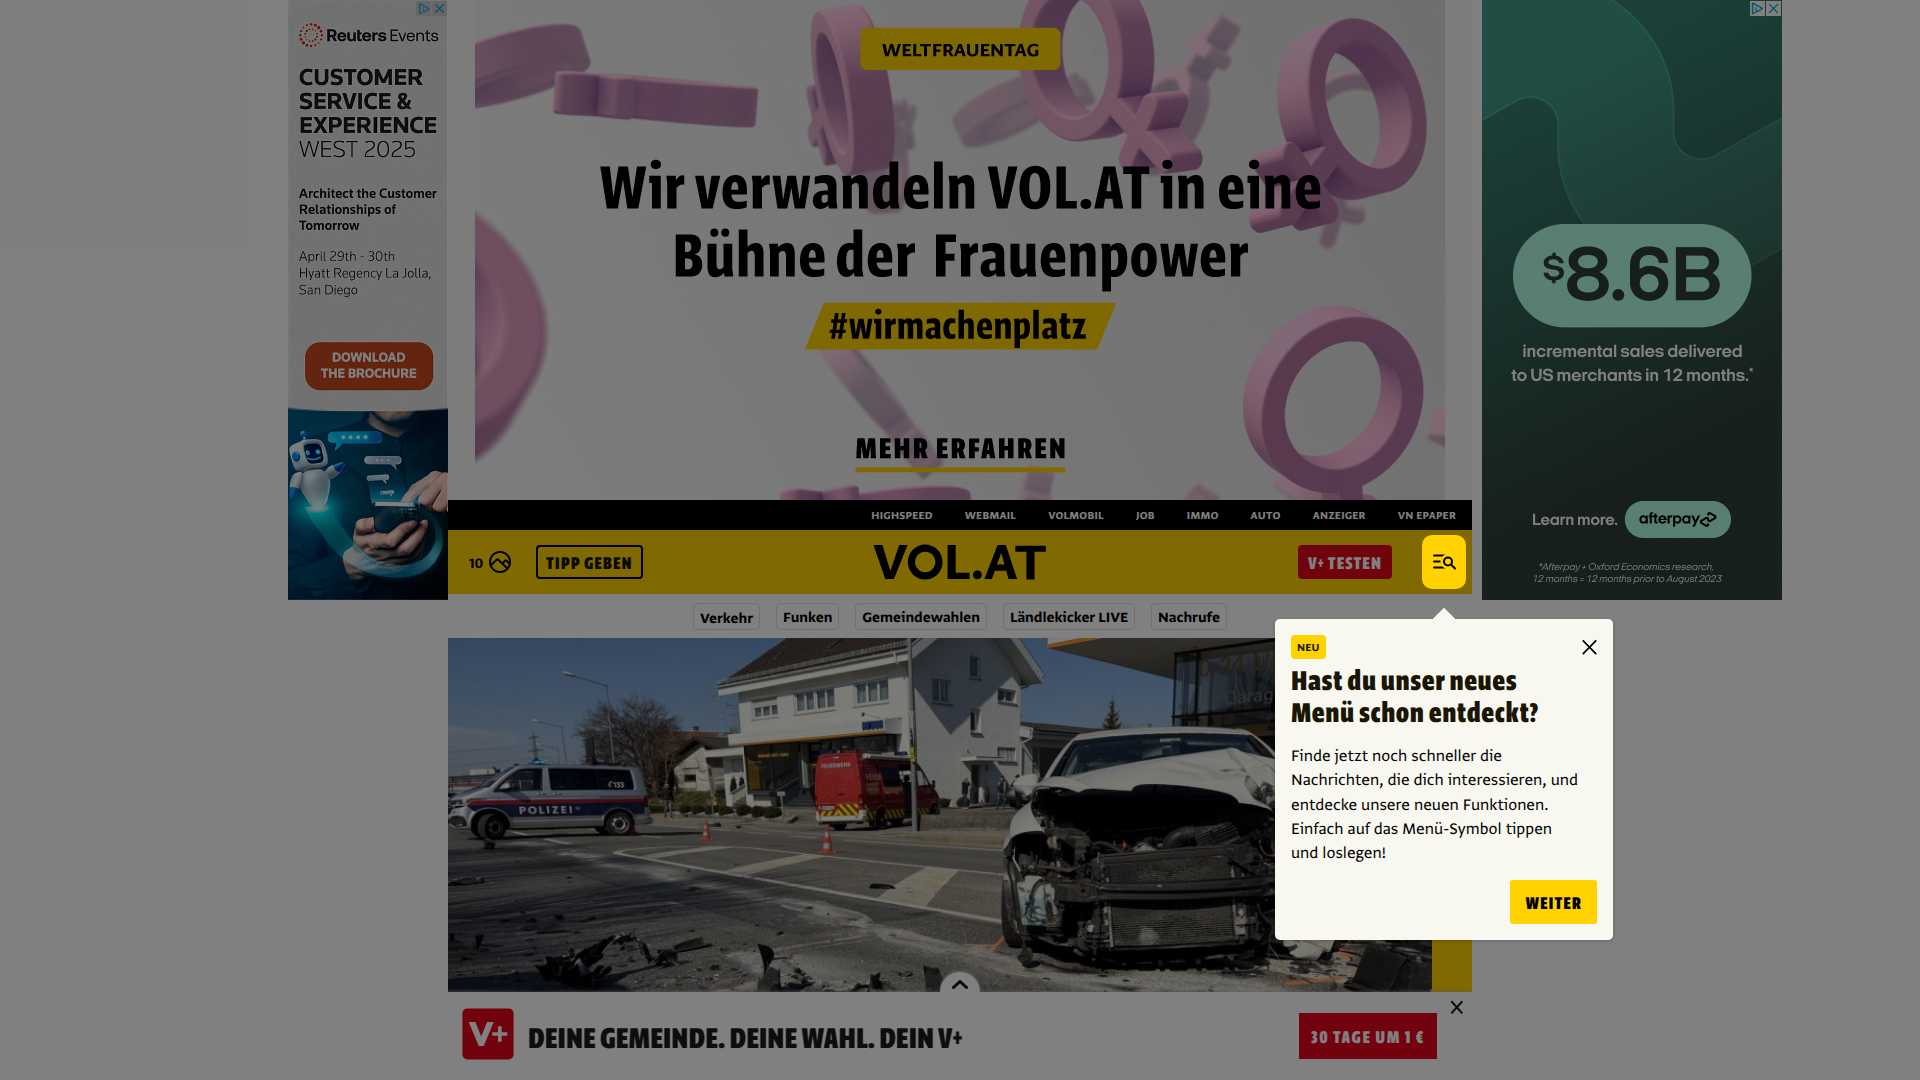 Reuters Events
CUSTOMER
SERVICE &
EXPERIENCE
WEST 2025
Architect the Customer
Relationships of
Tomorrow
April 29th - 30th
Hyatt Regency La Jolla,
San Diego
DOWNLOAD
THE BROCHURE
WELTFRAUENTAG
Wir verwandeln VOL.AT in eine
Bühne der Frauenpower
#wirmachenplatz
MEHR ERFAHREN
$8.6B
incremental sales delivered
to US merchants in 12 months.*
Learn more. afterpay
*Afterpay + Oxford Economics research,
12 months = 12 months prior to August 2023
HIGHSPEED WEBMAIL VOLMOBIL JOB IMMO AUTO ANZEIGER VN EPAPER
10 TIPP GEBEN VOL.AT V+ TESTEN
Verkehr Funken Gemeindewahlen Ländlekicker LIVE Nachrufe
POLIZEI
133
FEUERWEHR
NEU
Hast du unser neues
Menü schon entdeckt?
Finde jetzt noch schneller die
Nachrichten, die dich interessieren, und
entdecke unsere neuen Funktionen.
Einfach auf das Menü-Symbol tippen
und loslegen!
WEITER
V+ DEINE GEMEINDE. DEINE WAHL. DEIN V+ 30 TAGE UM 1 €